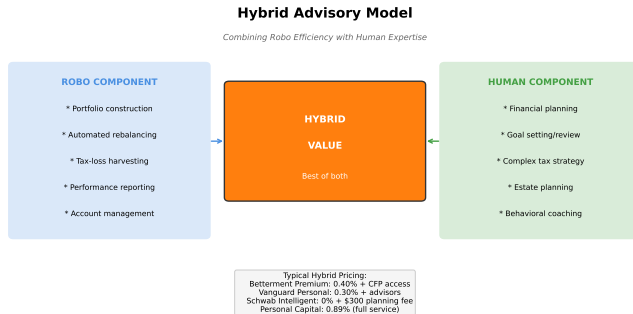 Hybrid Advisory Model
Combining Robo Efficiency with Human Expertise
ROBO COMPONENT
* Portfolio construction
* Automated rebalancing
* Tax-loss harvesting
* Performance reporting
* Account management
HYBRID
VALUE
Best of both
HUMAN COMPONENT
* Financial planning
* Goal setting/review
* Complex tax strategy
* Estate planning
* Behavioral coaching
Typical Hybrid Pricing:
Betterment Premium: 0.40% + CFP access
Vanguard Personal: 0.30% + advisors
Schwab Intelligent: 0% + $300 planning fee
Personal Capital: 0.89% (full service)